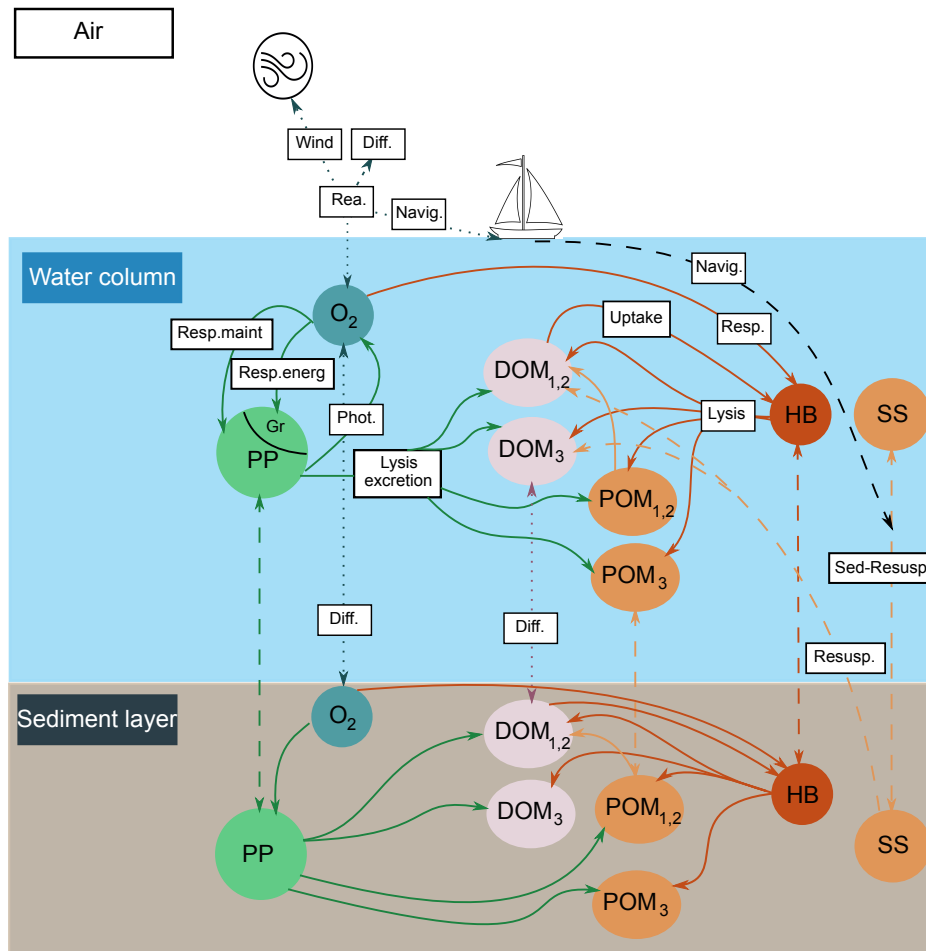 Air
Wind
Diff.
Rea.
Navig.
Water column
Navig.
O2
Uptake
Resp.
Resp.maint
DOM1,2
Resp.energ
Gr
Phot.
Lysis
HB
SS
PP
DOM3
Lysis
excretion
POM1,2
POM3
Sed-Resusp
Diff.
Diff.
Resusp.
Sediment layer
O2
DOM1,2
HB
DOM3
POM1,2
PP
SS
POM3